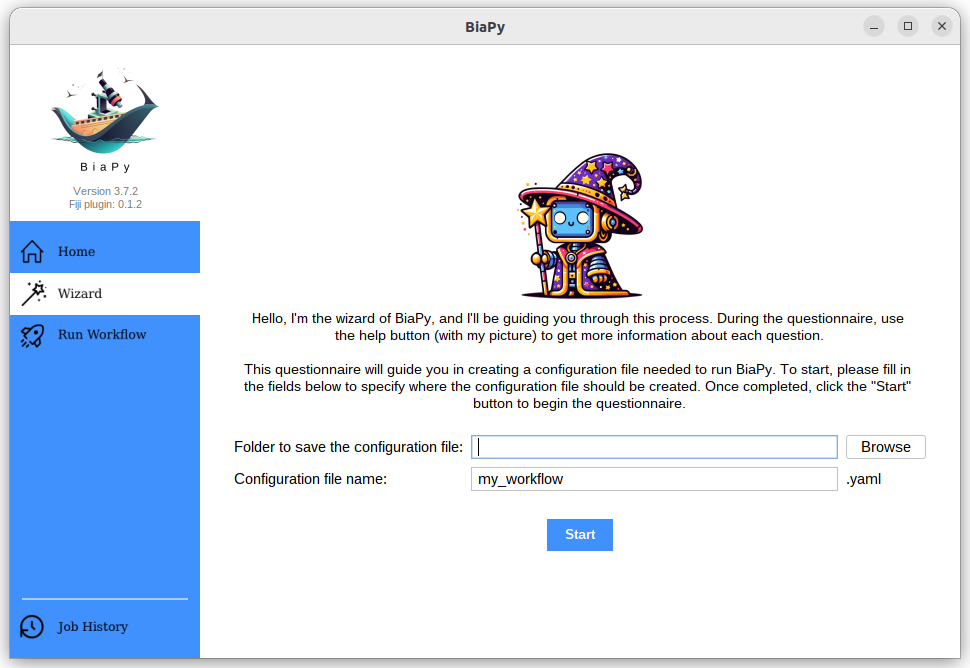 BiaPy
BiaPy
Version 3.7.2
Fiji plugin: 0.1.2
Home
Wizard
Run Workflow
Job History
Hello, I'm the wizard of BiaPy, and I'll be guiding you through this process. During the questionnaire, use
the help button (with my picture) to get more information about each question.
This questionnaire will guide you in creating a configuration file needed to run BiaPy. To start, please fill in
the fields below to specify where the configuration file should be created. Once completed, click the "Start"
button to begin the questionnaire.
Folder to save the configuration file: Browse
Configuration file name: my_workflow .yaml
Start